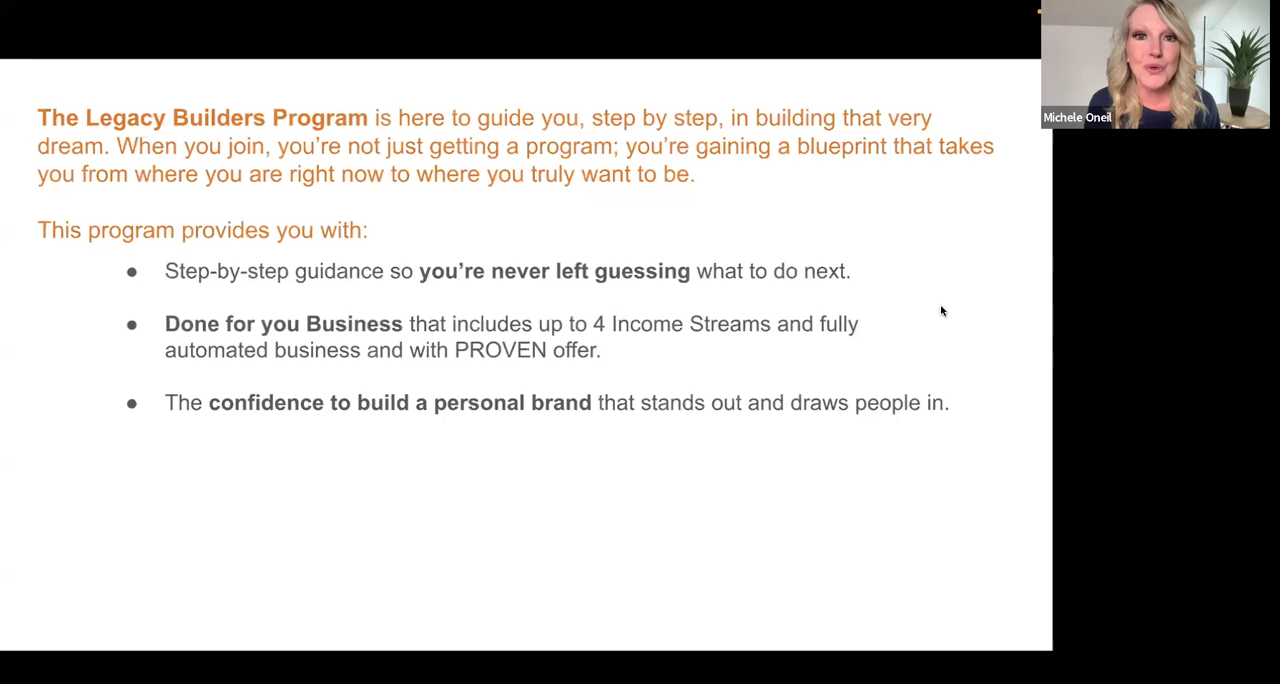 Michele Oneil
The Legacy Builders Program is here to guide you, step by step, in building that very
dream. When you join, you’re not just getting a program; you’re gaining a blueprint that takes
you from where you are right now to where you truly want to be.
This program provides you with:
● Step-by-step guidance so you’re never left guessing what to do next.
● Done for you Business that includes up to 4 Income Streams and fully
automated business and with PROVEN offer.
● The confidence to build a personal brand that stands out and draws people in.